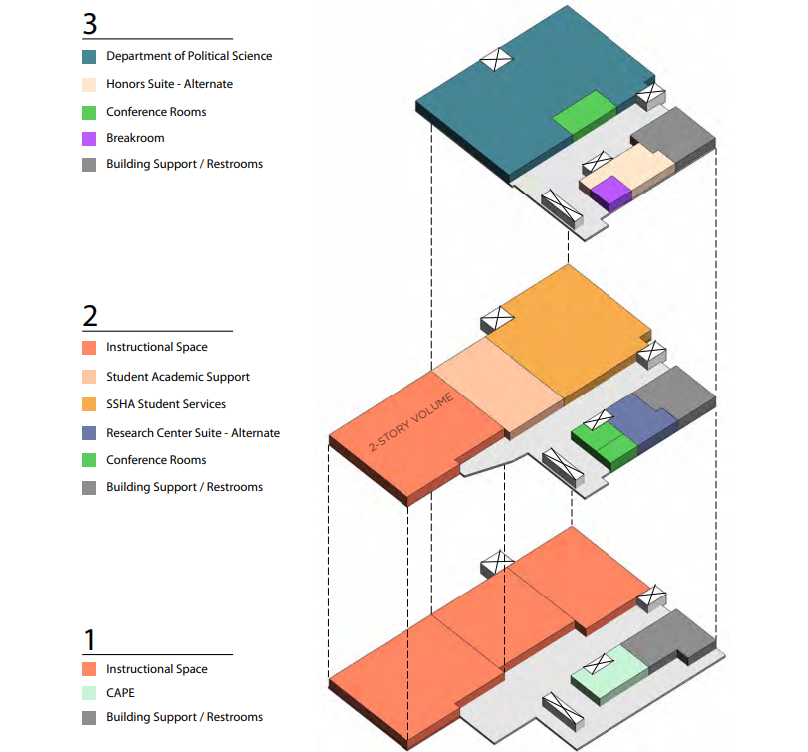 3
Department of Political Science
Honors Suite - Alternate
Conference Rooms
Breakroom
Building Support / Restrooms
2
Instructional Space
Student Academic Support
SSHA Student Services
Research Center Suite - Alternate
Conference Rooms
Building Support / Restrooms
2-STORY VOLUME
1
Instructional Space
CAPE
Building Support / Restrooms